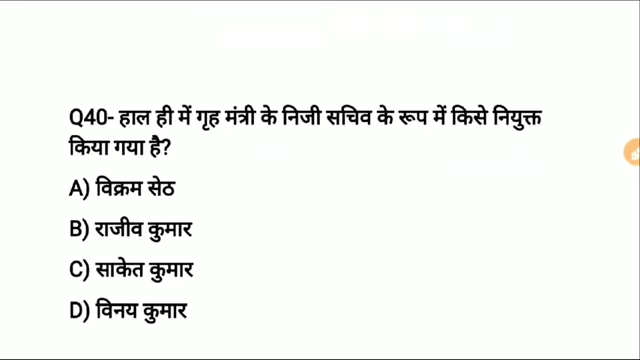 Q40- हाल ही में गृह मंत्री के निजी सचिव के रूप में किसे नियुक्त
किया गया है?
A) विक्रम सेठ
B) राजीव कुमार
C) साकेत कुमार
D) विनय कुमार